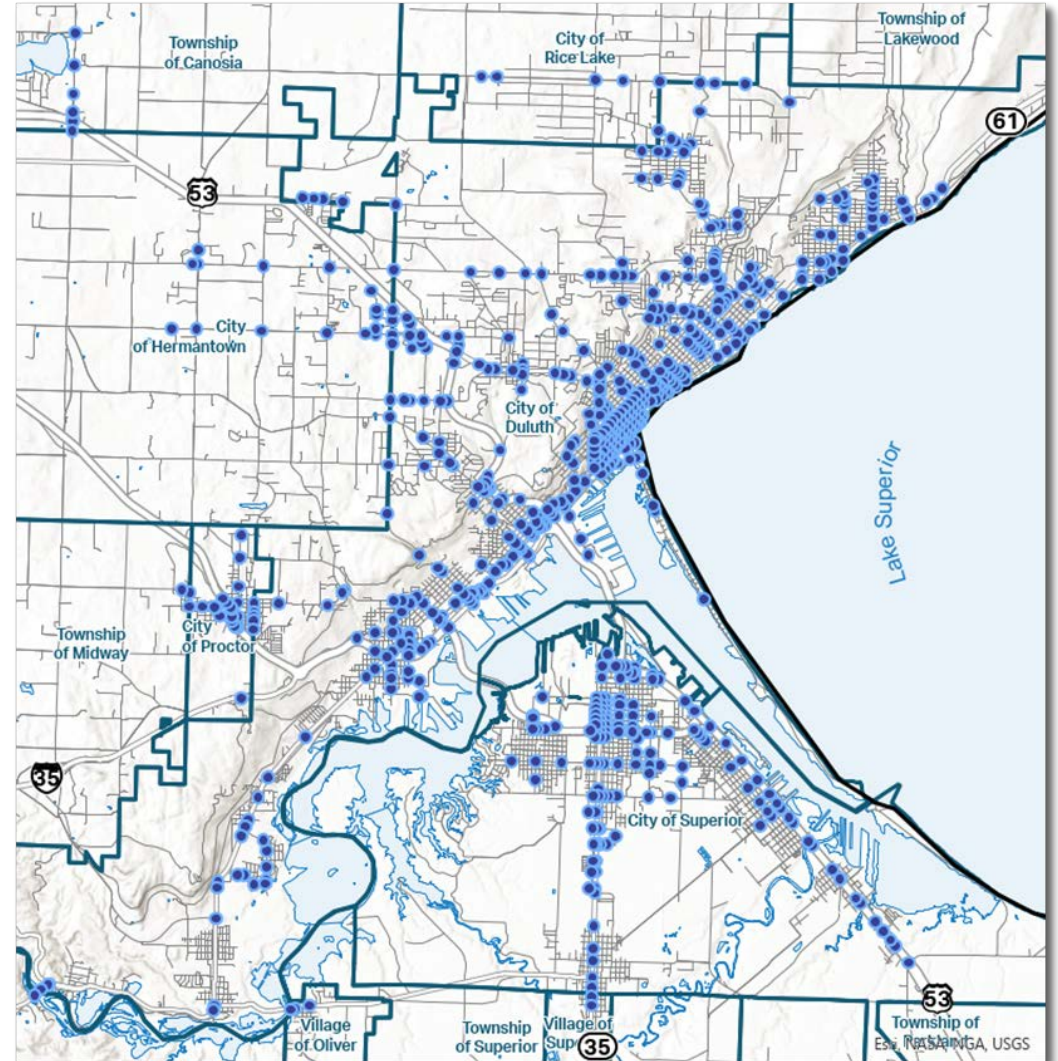 Township
of Canosia
City of
Rice Lake
Township of
Lakewood
61
53
City
of Hermantown
City of
Duluth
Lake Superior
Township
of Midway
City
of Proctor
35
City of Superior
53
Village
of Oliver
Township
of Superior
Village of
35
Township of
Esri, NASA, NGA, USGS